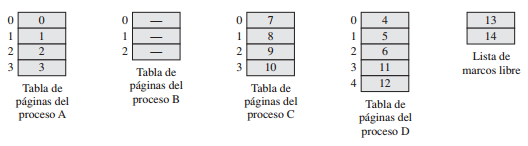 0 0
1 1
2 2
3 3
Tabla de
páginas del
proceso A
0 —
1 —
2 —
Tabla de
páginas del
proceso B
0 7
1 8
2 9
3 10
Tabla de
páginas del
proceso C
0 4
1 5
2 6
3 11
4 12
Tabla de
páginas del
proceso D
13
14
Lista de
marcos libre